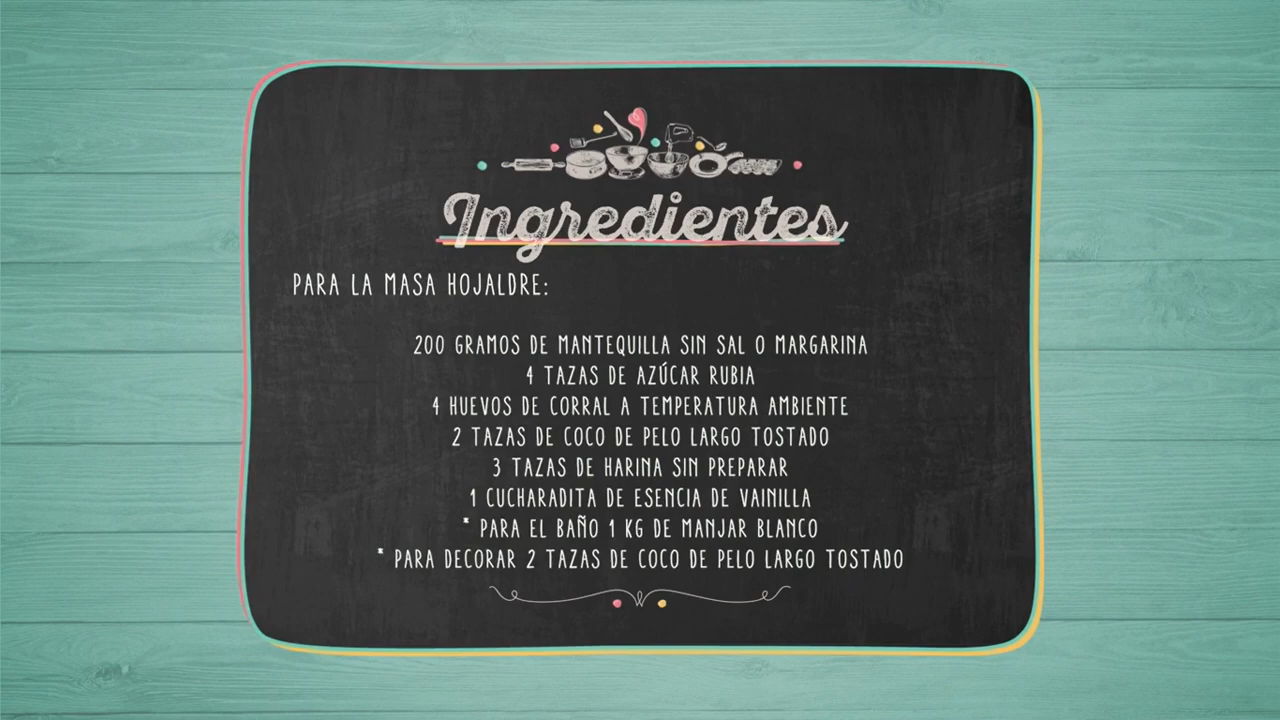 Ingredientes
PARA LA MASA HOJALDRE:
200 GRAMOS DE MANTEQUILLA SIN SAL O MARGARINA
4 TAZAS DE AZÚCAR RUBIA
4 HUEVOS DE CORRAL A TEMPERATURA AMBIENTE
2 TAZAS DE COCO DE PELO LARGO TOSTADO
3 TAZAS DE HARINA SIN PREPARAR
1 CUCHARADITA DE ESENCIA DE VAINILLA
* PARA EL BAÑO 1 KG DE MANJAR BLANCO
* PARA DECORAR 2 TAZAS DE COCO DE PELO LARGO TOSTADO